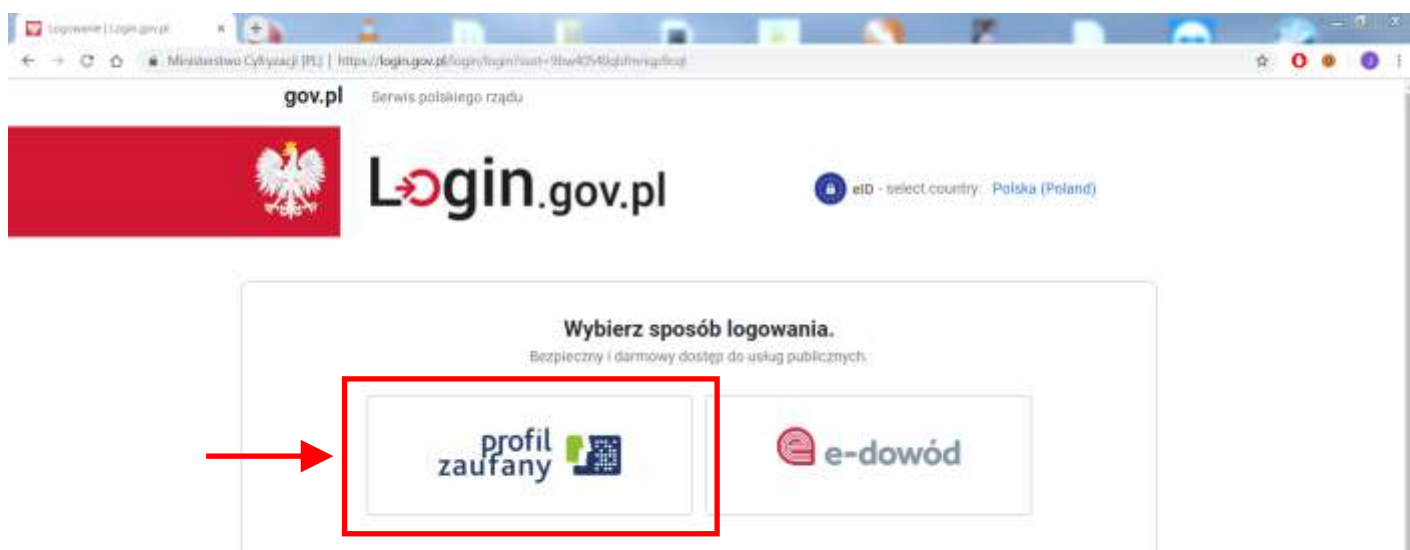 Logowanie | Login.gov.pl
Ministerstwo Cyfryzacji [PL] | https://login.gov.pl/login/login?
gov.pl Serwis polskiego rządu
Login.gov.pl
eID - select country: Polska (Poland)
Wybierz sposób logowania.
Bezpieczny i darmowy dostęp do usług publicznych.
profil
zaufany
e-dowód